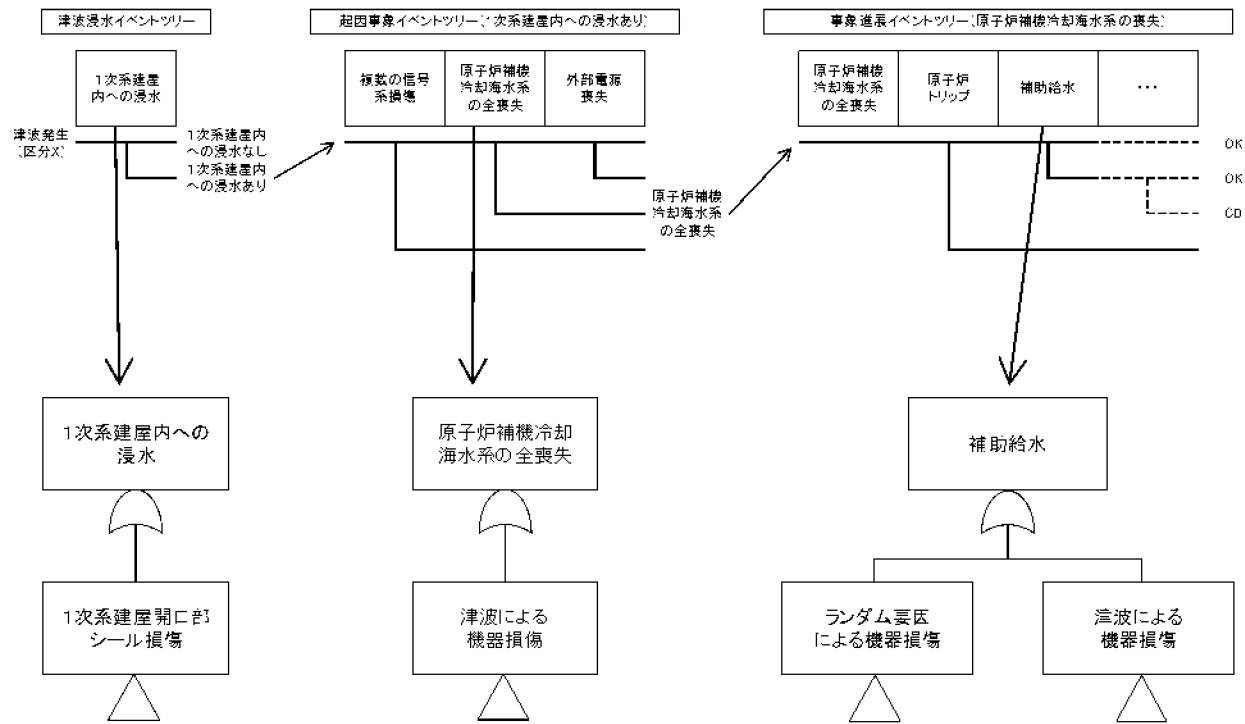 津波浸水イベントツリー
起因事象イベントツリー(1次系建屋内への浸水あり)
事象進展イベントツリー(原子炉補機冷却海水系の喪失)
1次系建屋
内への浸水
複数の信号
系損傷
原子炉補機
冷却海水系
の全喪失
外部電源
喪失
原子炉補機
冷却海水系
の全喪失
原子炉
トリップ
補助給水
・・・
津波発生
(区分X)
1次系建屋内
への浸水なし
1次系建屋内
への浸水あり
原子炉補機
冷却海水系
の全喪失
OK
OK
CD
1次系建屋内への
浸水
原子炉補機冷却
海水系の全喪失
補助給水
1次系建屋開口部
シール損傷
津波による
機器損傷
ランダム要因
による機器損傷
津波による
機器損傷